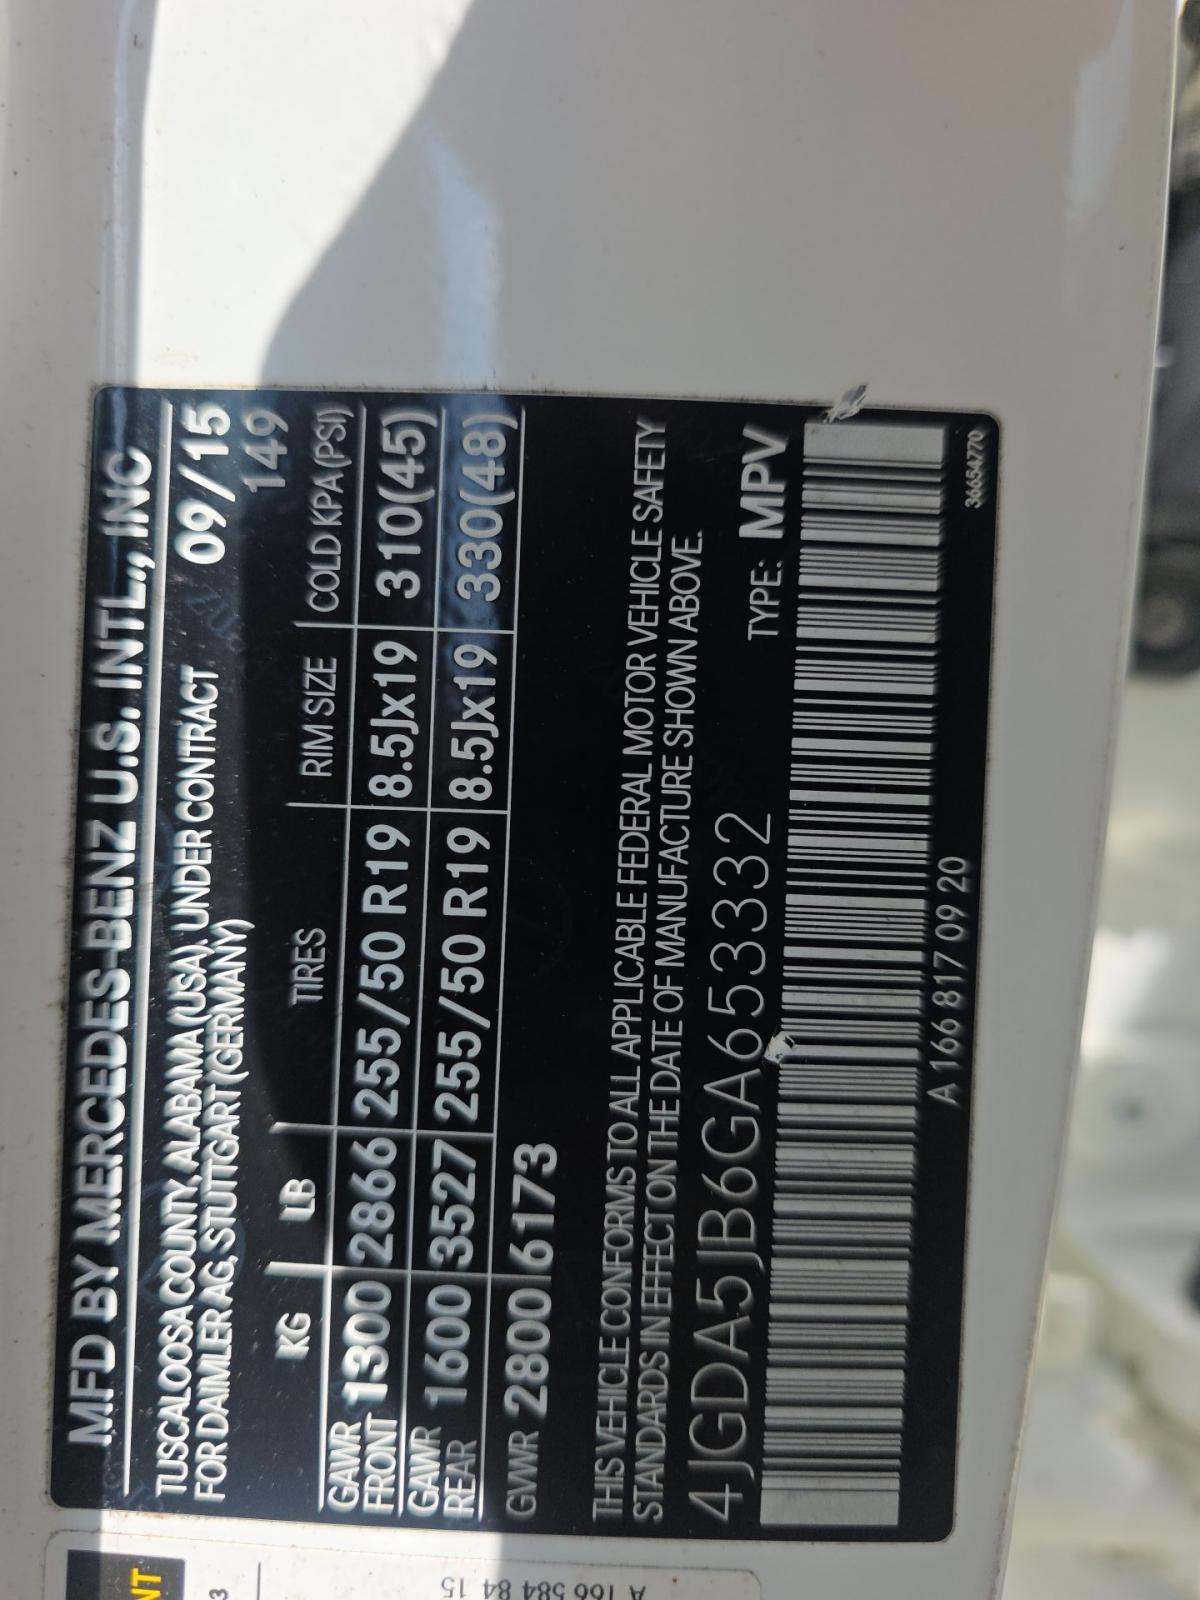 MFD BY MERCEDES-BENZ U.S. INTL., INC
TUSCALOOSA COUNTY, ALABAMA (USA). UNDER CONTRACT 09/15
FOR DAIMLER AG, STUTTGART (GERMANY) 149
KG LB TIRES RIM SIZE COLD KPA (PSI)
GAWR
FRONT 1300 2866 255/50 R19 8.5Jx19 310(45)
GAWR
REAR 1600 3527 255/50 R19 8.5Jx19 330(48)
GVWR 2800 6173
THIS VEHICLE CONFORMS TO ALL APPLICABLE FEDERAL MOTOR VEHICLE SAFETY
STANDARDS IN EFFECT ON THE DATE OF MANUFACTURE SHOWN ABOVE.
4JGDA5JB6GA653332 TYPE: MPV
A 166 817 09 20
36654770
NT
3
A 166 584 84 15